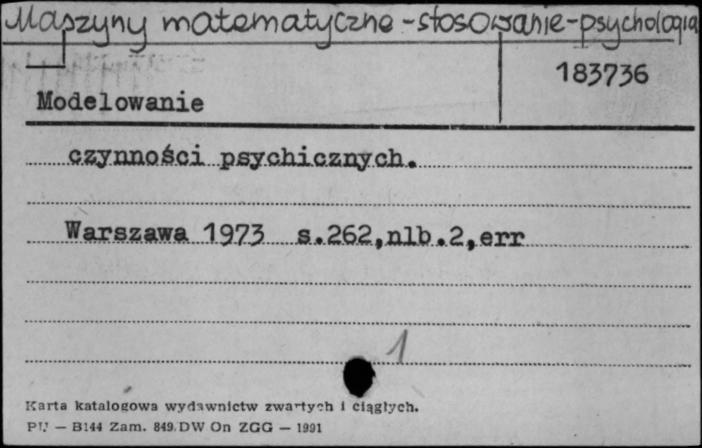 Maszyny matematyczne - stosowanie - psychologia
183736
Modelowanie
czynności psychicznych.
Warszawa 1973 s.262,nlb.2,err
1
Karta katalogowa wydawnictw zwartych i ciągłych.
PU — B144 Zam. 849. DW On ZGG — 1991